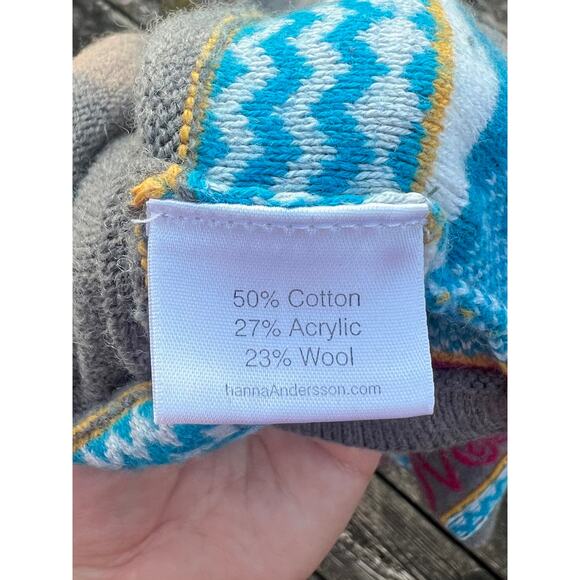 50% Cotton
27% Acrylic
23% Wool
hannaAndersson.com